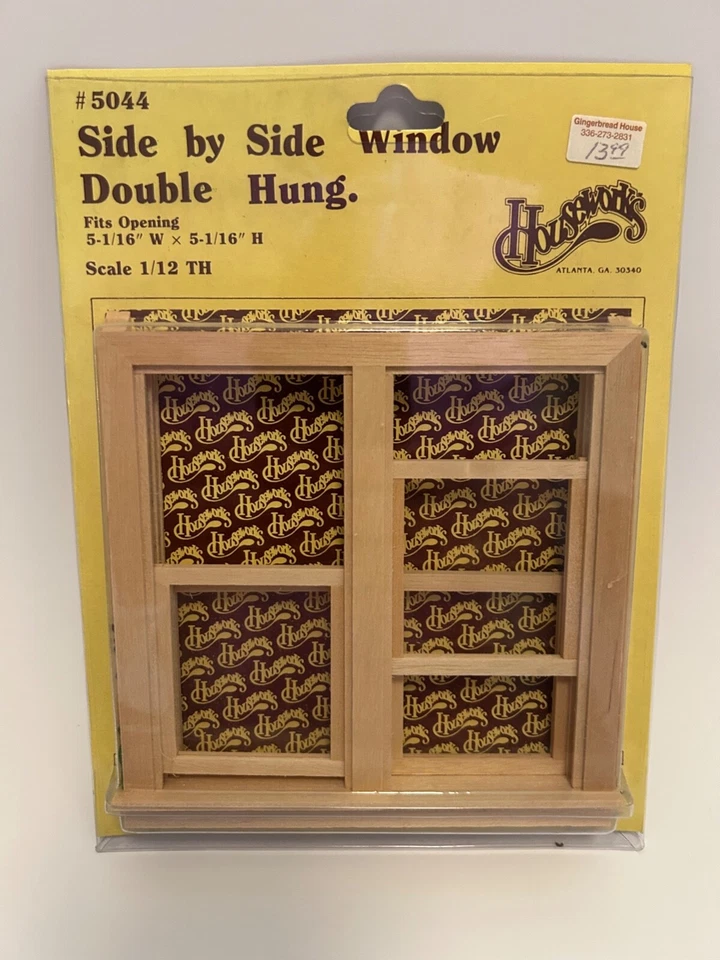 #5044
Side by Side Window
Double Hung.
Fits Opening
5-1/16" W × 5-1/16" H
Scale 1/12 TH
Gingerbread House
336-273-2831
13.99
Houseworks
ATLANTA, GA. 30340